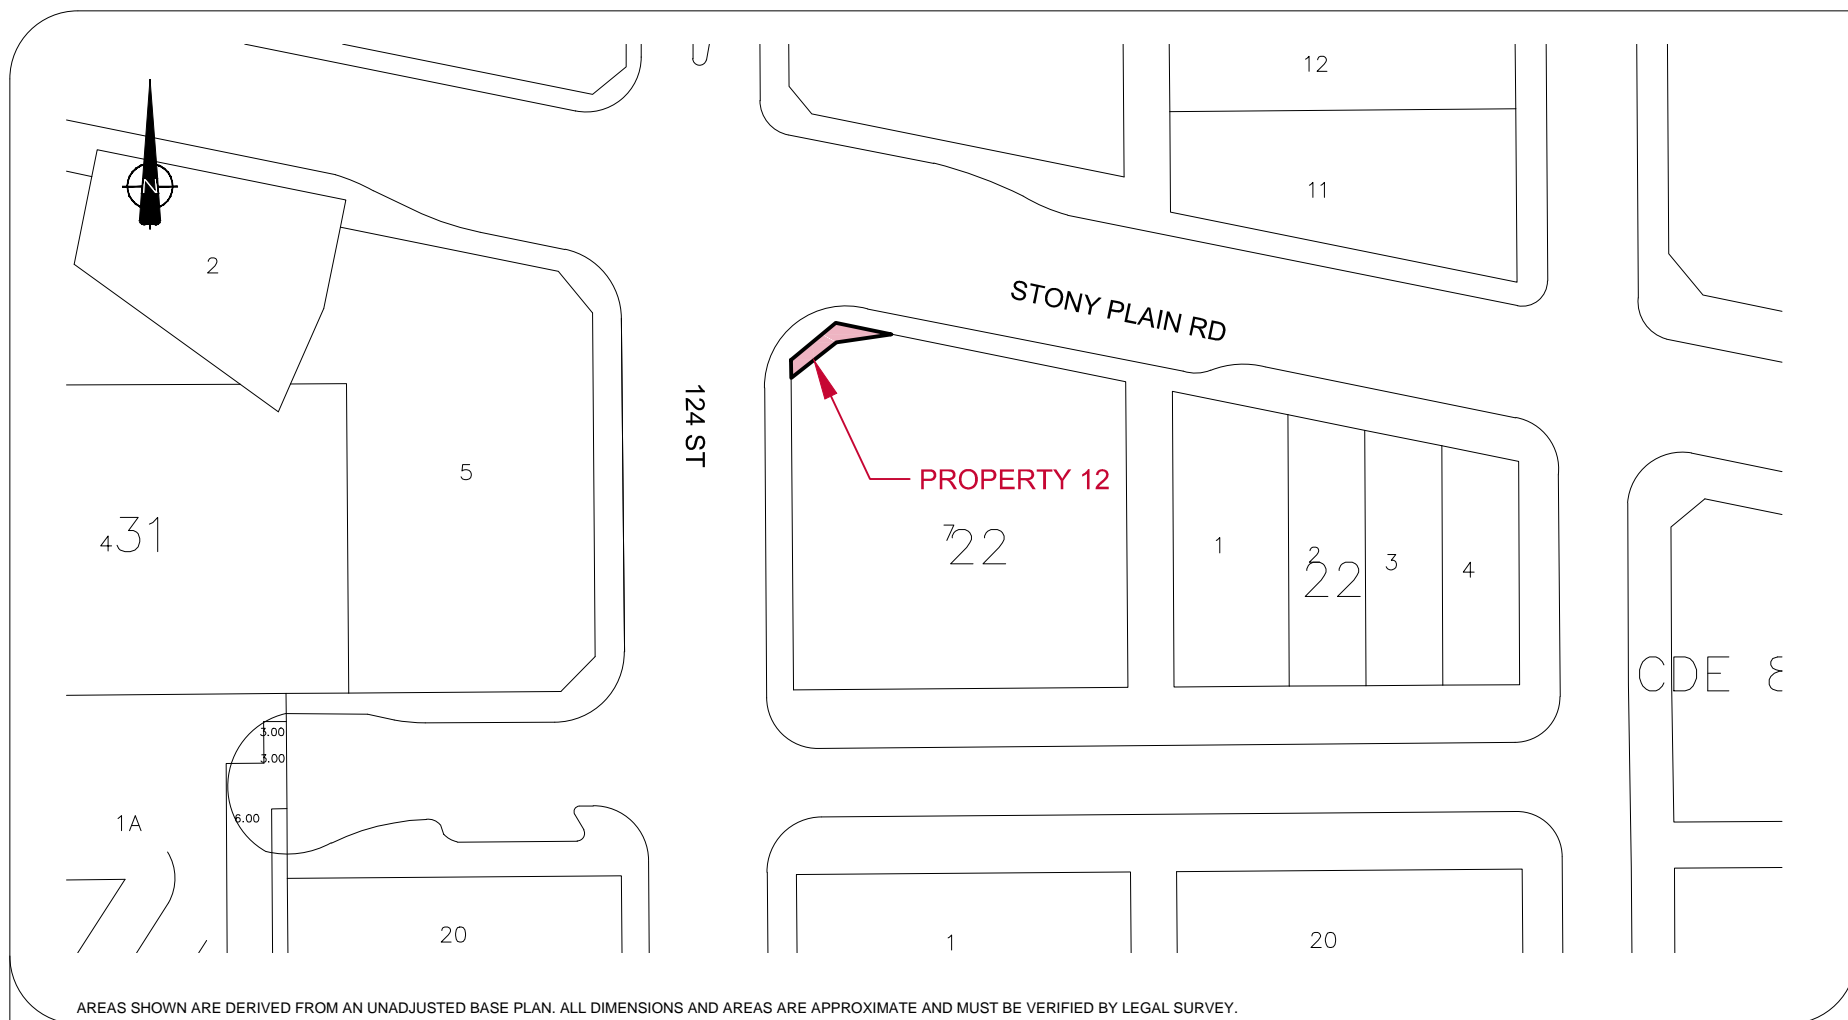 12
11
N
2
STONY PLAIN RD
124 ST
PROPERTY 12
5
4
31
7
22
1
2
22
3
4
CDE 8
3.00
3.00
6.00
1A
20
1
20
AREAS SHOWN ARE DERIVED FROM AN UNADJUSTED BASE PLAN. ALL DIMENSIONS AND AREAS ARE APPROXIMATE AND MUST BE VERIFIED BY LEGAL SURVEY.